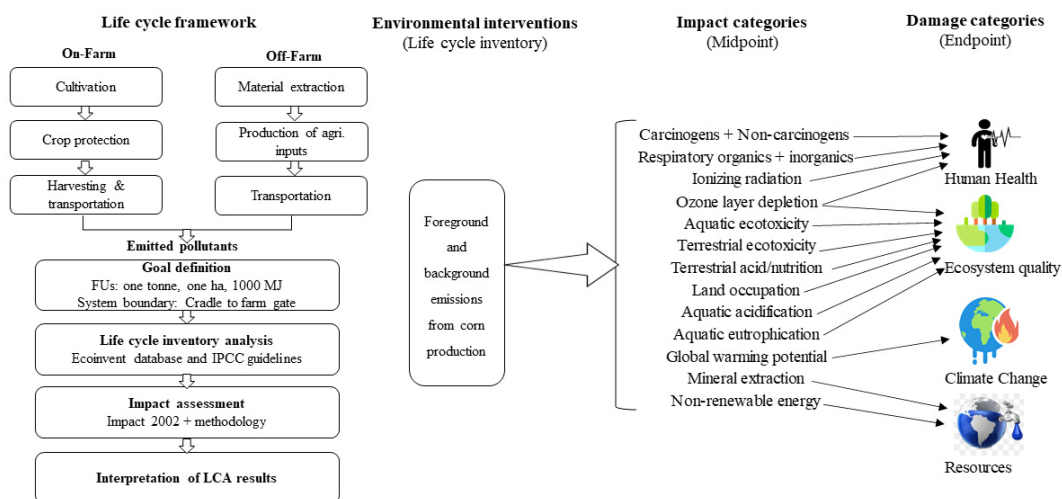 Life cycle framework
On-Farm
Off-Farm
Cultivation
Material extraction
Crop protection
Production of agri.
inputs
Harvesting &
transportation
Transportation
Emitted pollutants
Goal definition
FUs: one tonne, one ha, 1000 MJ
System boundary: Cradle to farm gate
Life cycle inventory analysis
Ecoinvent database and IPCC guidelines
Impact assessment
Impact 2002 + methodology
Interpretation of LCA results
Environmental interventions
(Life cycle inventory)
Foreground
and
background
emissions
from corn
production
Impact categories
(Midpoint)
Carcinogens + Non-carcinogens
Respiratory organics + inorganics
Ionizing radiation
Ozone layer depletion
Aquatic ecotoxicity
Terrestrial ecotoxicity
Terrestrial acid/nutrition
Land occupation
Aquatic acidification
Aquatic eutrophication
Global warming potential
Mineral extraction
Non-renewable energy
Damage categories
(Endpoint)
Human Health
Ecosystem quality
Climate Change
Resources